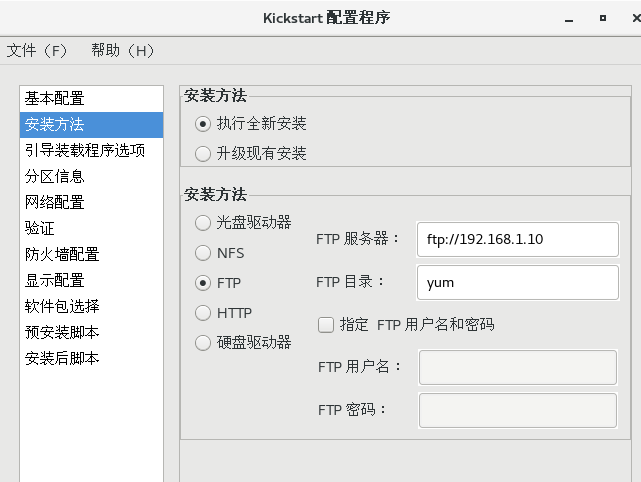 Kickstart 配置程序
文件（F） 帮助（H）
基本配置
安装方法
引导装载程序选项
分区信息
网络配置
验证
防火墙配置
显示配置
软件包选择
预安装脚本
安装后脚本
安装方法
执行全新安装
升级现有安装
安装方法
光盘驱动器
NFS
FTP
HTTP
硬盘驱动器
FTP 服务器： ftp://192.168.1.10
FTP 目录： yum
指定 FTP 用户名和密码
FTP 用户名：
FTP 密码：